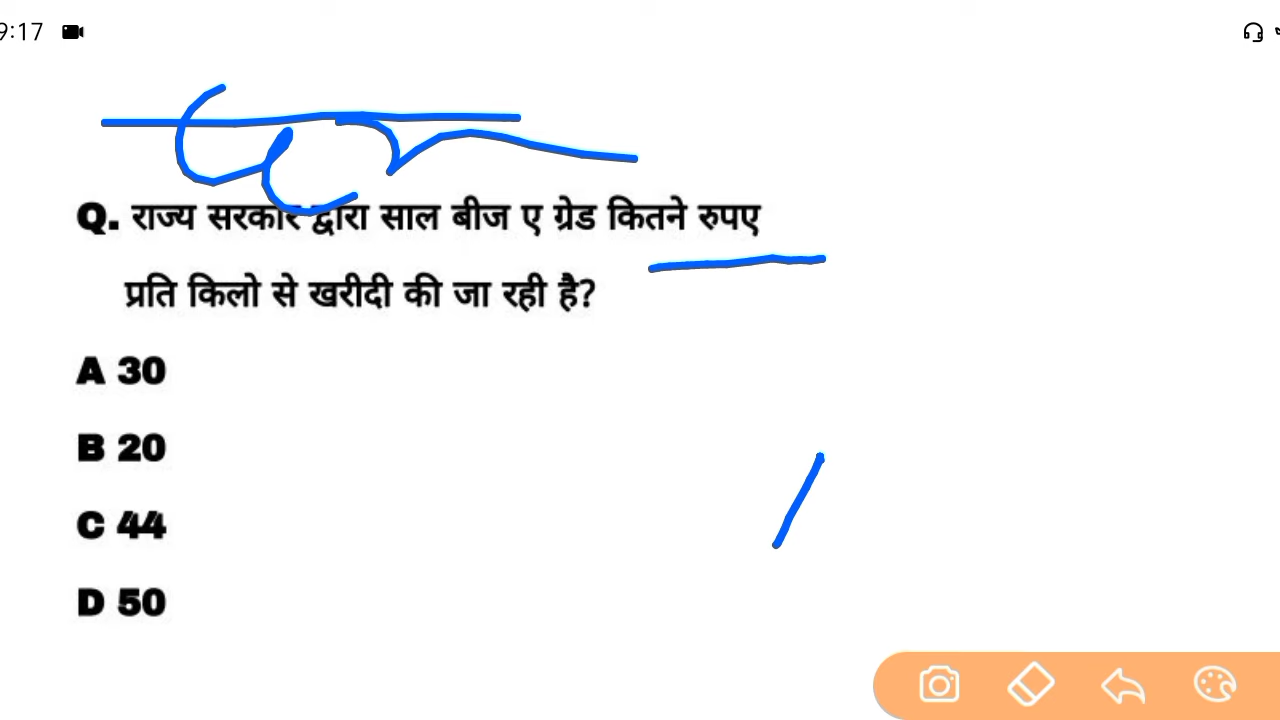 9:17
Q. राज्य सरकार द्वारा साल बीज ए ग्रेड कितने रुपए
प्रति किलो से खरीदी की जा रही है?
A 30
B 20
C 44
D 50